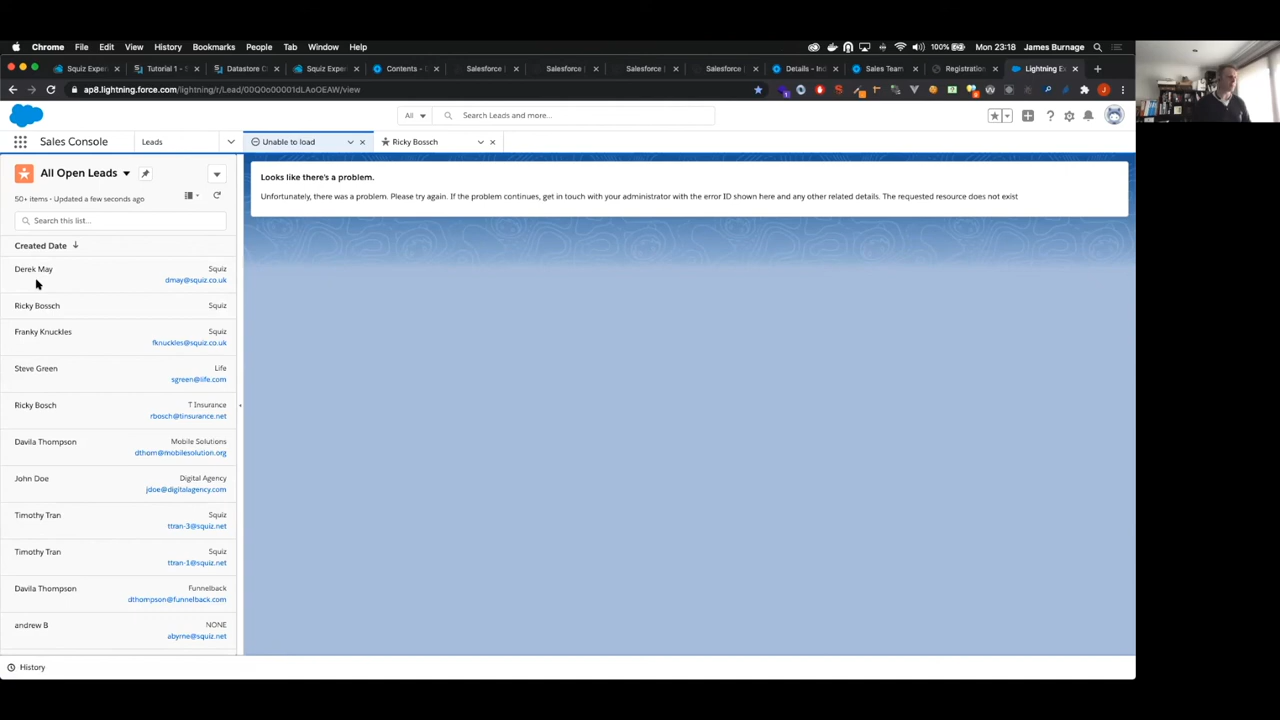 Chrome File Edit View History Bookmarks People Tab Window Help 100% Mon 23:18 James Burnage
Squiz Exper Tutorial 1 - S Datastore C Squiz Exper Contents - Salesforce | Salesforce | Salesforce | Salesforce | Details – Ind Sales Team Registration Lightning Ex
ap8.lightning.force.com/lightning/r/Lead/00Q0o00001dLAoOEAW/view
All Search Leads and more...
Sales Console Leads Unable to load Ricky Bossch
All Open Leads
50+ items • Updated a few seconds ago
Search this list...
Created Date ↓
Looks like there's a problem.
Unfortunately, there was a problem. Please try again. If the problem continues, get in touch with your administrator with the error ID shown here and any other related details. The requested resource does not exist
Derek May Squiz
dmay@squiz.co.uk
Ricky Bossch Squiz
Franky Knuckles Squiz
fknuckles@squiz.co.uk
Steve Green Life
sgreen@life.com
Ricky Bosch T Insurance
rbosch@tinsurance.net
Davila Thompson Mobile Solutions
dthom@mobilesolution.org
John Doe Digital Agency
jdoe@digitalagency.com
Timothy Tran Squiz
ttran-3@squiz.net
Timothy Tran Squiz
ttran-1@squiz.net
Davila Thompson Funnelback
dthompson@funnelback.com
andrew B NONE
abyrne@squiz.net
History